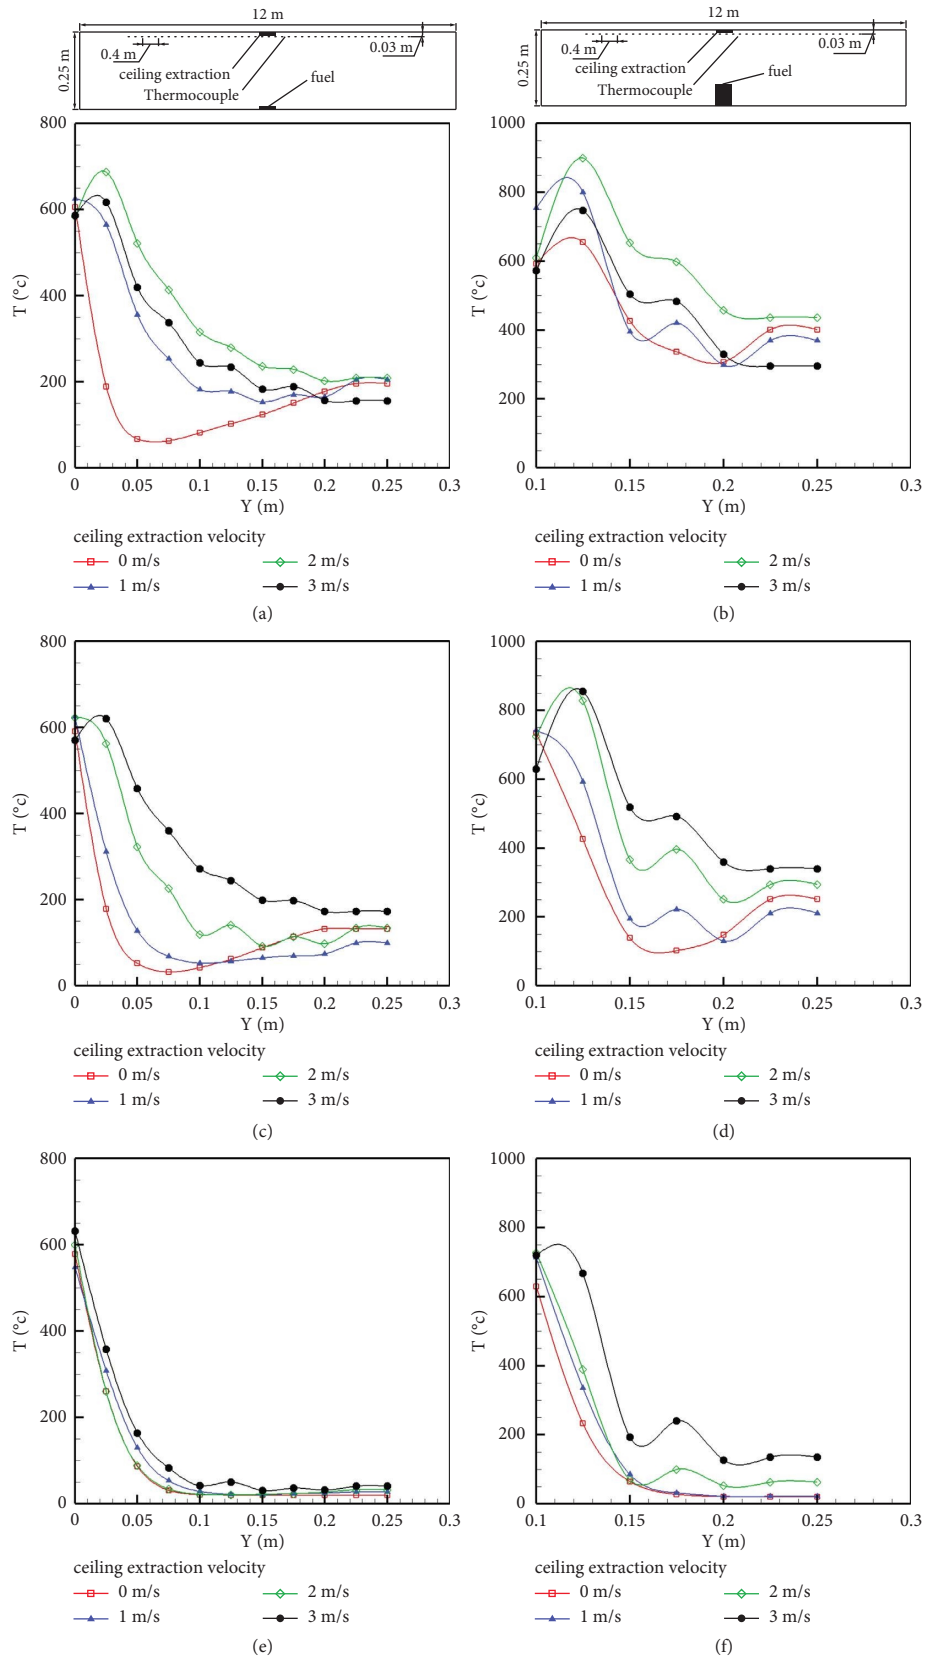 12 m
0.4 m
0.03 m
0.25 m
ceiling extraction
Thermocouple
fuel
12 m
0.4 m
0.03 m
0.25 m
ceiling extraction
Thermocouple
fuel
800
600
400
200
0
T (°c)
0 0.05 0.1 0.15 0.2 0.25 0.3
Y (m)
ceiling extraction velocity
0 m/s 2 m/s
1 m/s 3 m/s
(a)
1000
800
600
400
200
0
T (°c)
0.1 0.15 0.2 0.25 0.3
Y (m)
ceiling extraction velocity
0 m/s 2 m/s
1 m/s 3 m/s
(b)
800
600
400
200
0
T (°c)
0 0.05 0.1 0.15 0.2 0.25 0.3
Y (m)
ceiling extraction velocity
0 m/s 2 m/s
1 m/s 3 m/s
(c)
1000
800
600
400
200
0
T (°c)
0.1 0.15 0.2 0.25 0.3
Y (m)
ceiling extraction velocity
0 m/s 2 m/s
1 m/s 3 m/s
(d)
800
600
400
200
0
T (°c)
0 0.05 0.1 0.15 0.2 0.25 0.3
Y (m)
ceiling extraction velocity
0 m/s 2 m/s
1 m/s 3 m/s
(e)
1000
800
600
400
200
0
T (°c)
0.1 0.15 0.2 0.25 0.3
Y (m)
ceiling extraction velocity
0 m/s 2 m/s
1 m/s 3 m/s
(f)